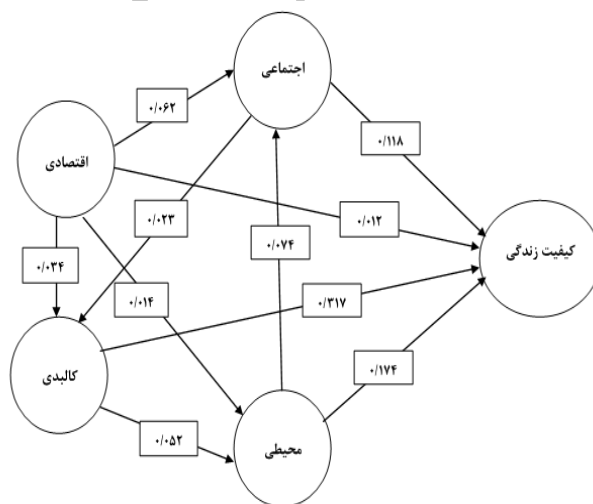 اجتماعی
۰/۰۶۲
۰/۱۱۸
اقتصادی
۰/۰۲۳
۰/۰۱۲
۰/۰۷۴
کیفیت زندگی
۰/۰۳۴
۰/۰۱۴
۰/۳۱۷
کالبدی
۰/۱۷۴
۰/۰۵۲
محیطی